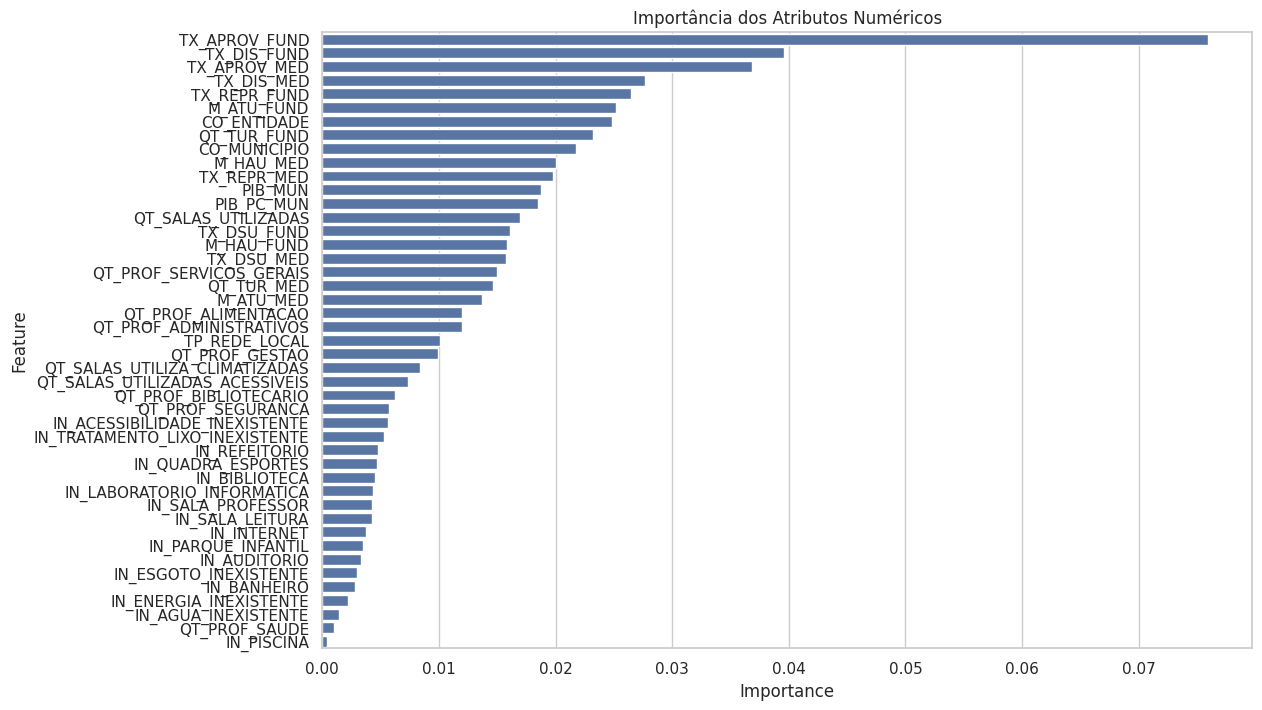 Importância dos Atributos Numéricos
TX_APROV_FUND
TX_DIS_FUND
TX_APROV_MED
TX_DIS_MED
TX_REPR_FUND
M_ATU_FUND
CO_ENTIDADE
QT_TUR_FUND
CO_MUNICIPIO
M_HAU_MED
TX_REPR_MED
PIB_MUN
PIB_PC_MUN
QT_SALAS_UTILIZADAS
TX_DSU_FUND
M_HAU_FUND
TX_DSU_MED
QT_PROF_SERVICOS_GERAIS
QT_TUR_MED
M_ATU_MED
QT_PROF_ALIMENTACAO
QT_PROF_ADMINISTRATIVOS
TP_REDE_LOCAL
QT_PROF_GESTAO
QT_SALAS_UTILIZA_CLIMATIZADAS
QT_SALAS_UTILIZADAS_ACESSIVEIS
QT_PROF_BIBLIOTECARIO
QT_PROF_SEGURANCA
IN_ACESSIBILIDADE_INEXISTENTE
IN_TRATAMENTO_LIXO_INEXISTENTE
IN_REFEITORIO
IN_QUADRA_ESPORTES
IN_BIBLIOTECA
IN_LABORATORIO_INFORMATICA
IN_SALA_PROFESSOR
IN_SALA_LEITURA
IN_INTERNET
IN_PARQUE_INFANTIL
IN_AUDITORIO
IN_ESGOTO_INEXISTENTE
IN_BANHEIRO
IN_ENERGIA_INEXISTENTE
IN_AGUA_INEXISTENTE
QT_PROF_SAUDE
IN_PISCINA
Feature
0.00 0.01 0.02 0.03 0.04 0.05 0.06 0.07
Importance